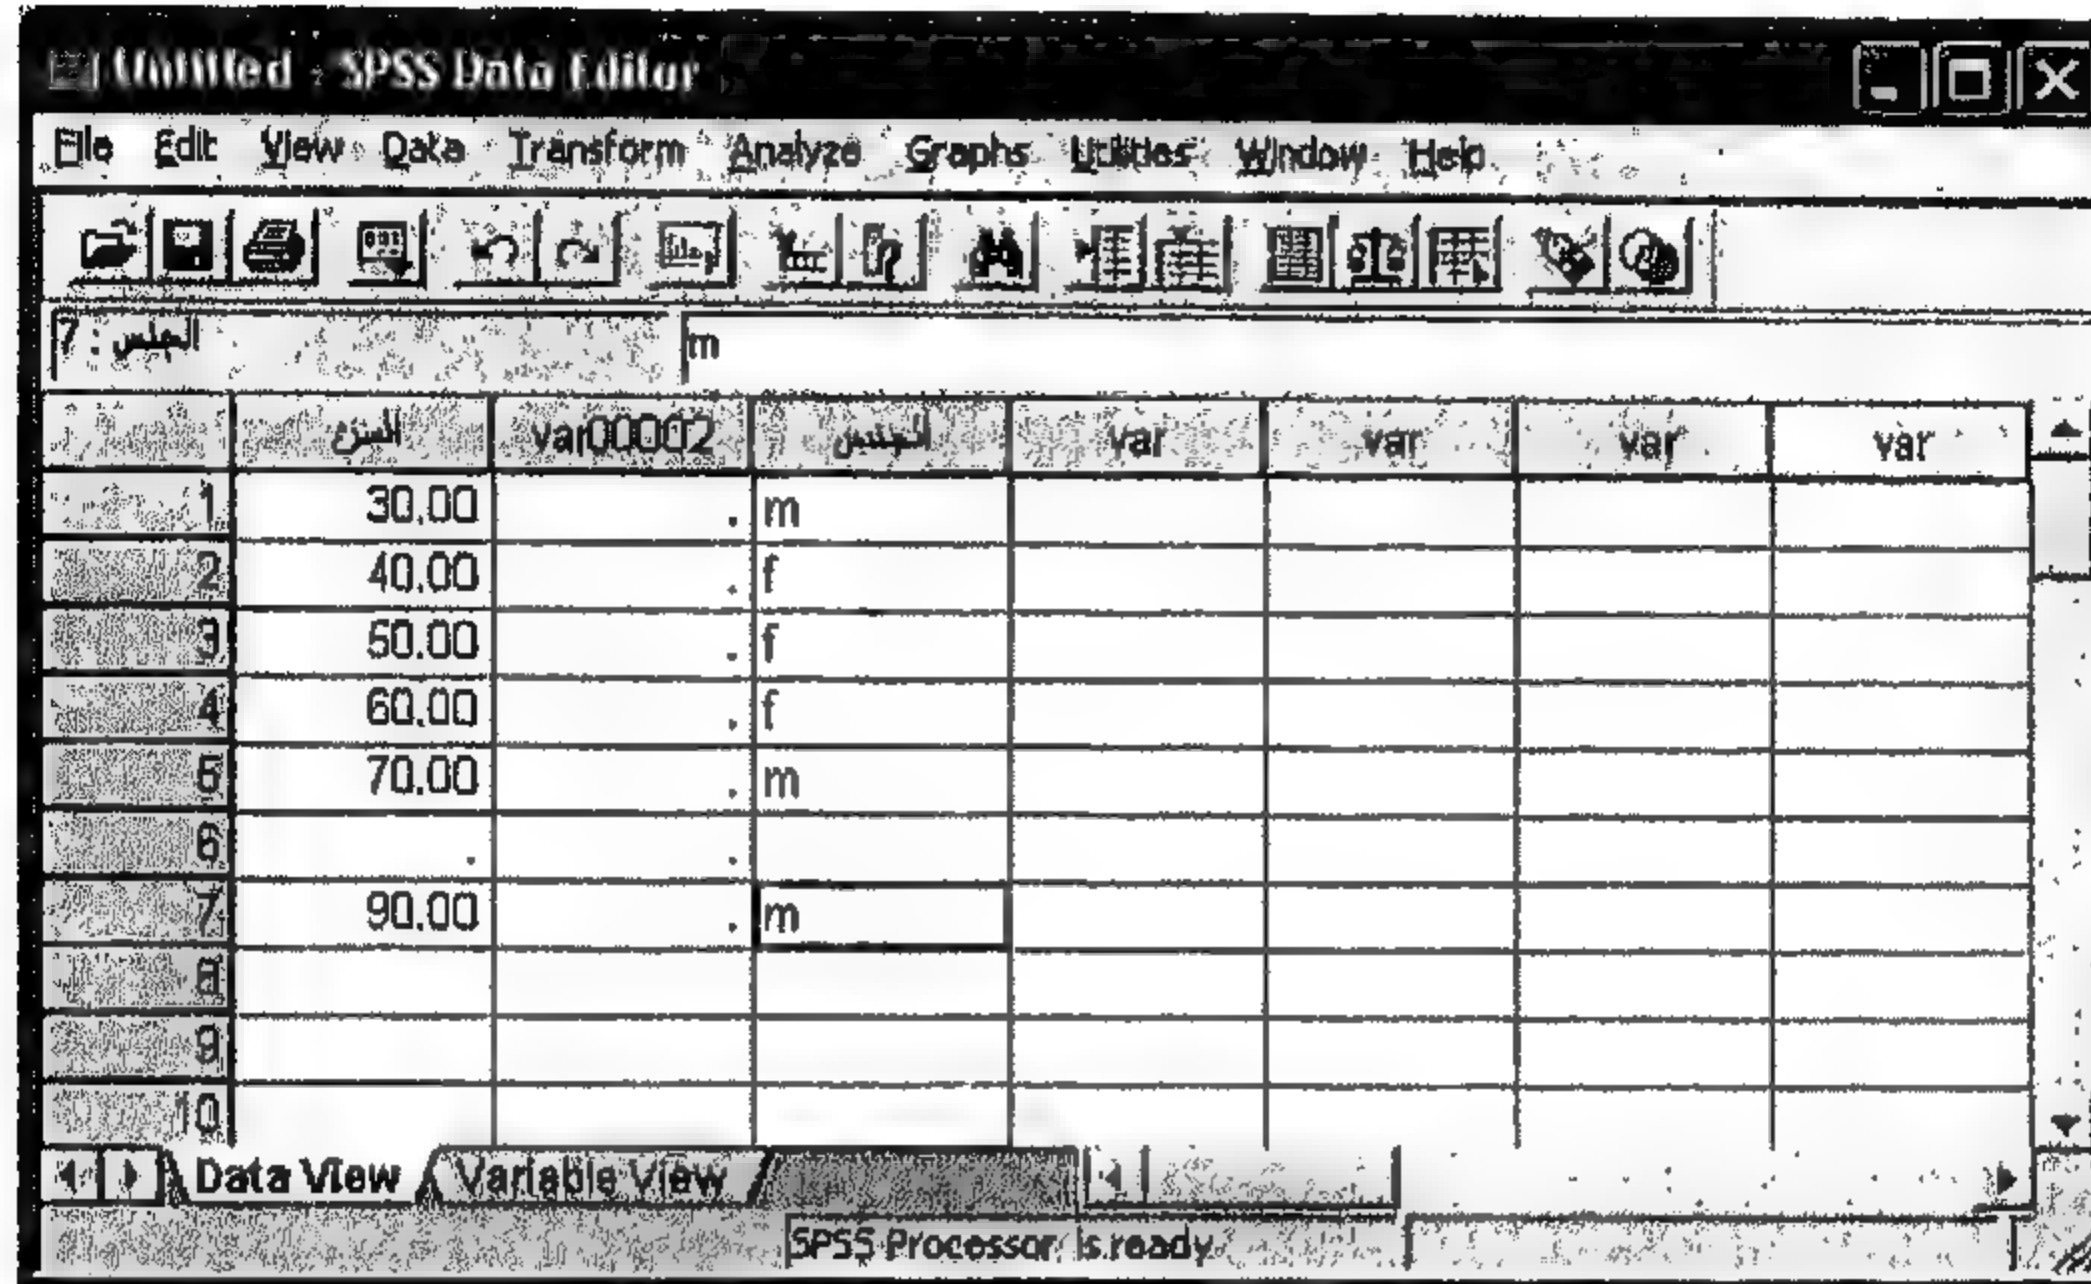 Untitled - SPSS Data Editor
File Edit View Data Transform Analyze Graphs Utilities Window Help
7 : الجنس m
var00002 الجنس var var var var
1 30.00 . m
2 40.00 . f
3 50.00 . f
4 60.00 . f
5 70.00 . m
6 . .
7 90.00 . m
8
9
10
Data View Variable View
SPSS Processor is ready